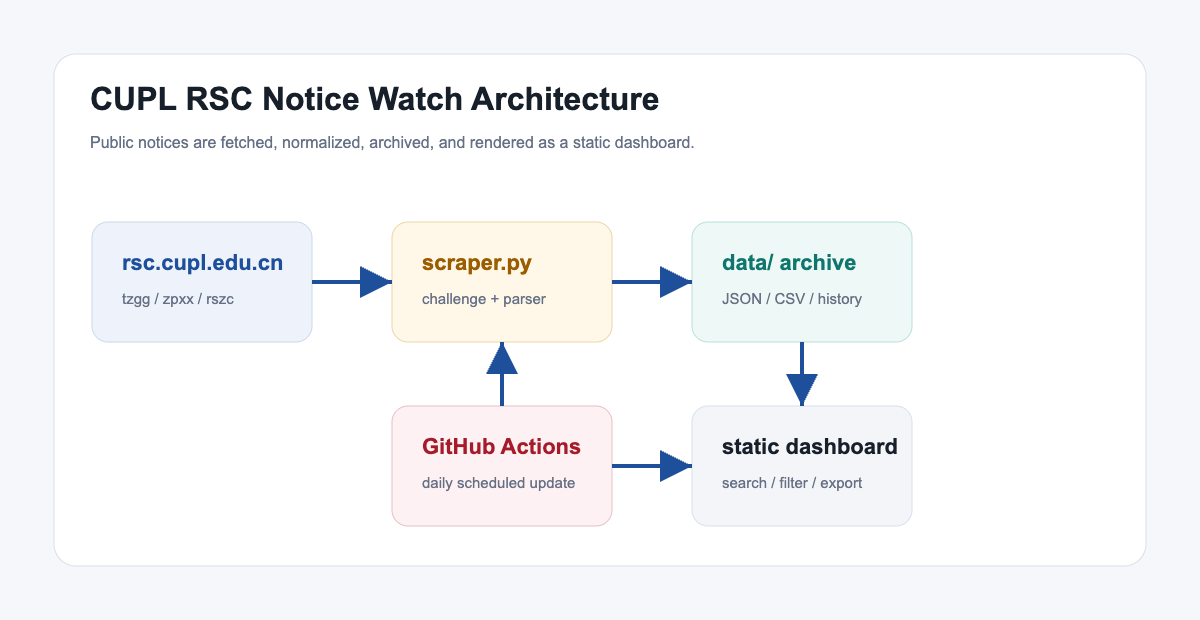 CUPL RSC Notice Watch Architecture
Public notices are fetched, normalized, archived, and rendered as a static dashboard.
rsc.cupl.edu.cn
tzgg / zpxx / rszc
scraper.py
challenge + parser
data/ archive
JSON / CSV / history
GitHub Actions
daily scheduled update
static dashboard
search / filter / export